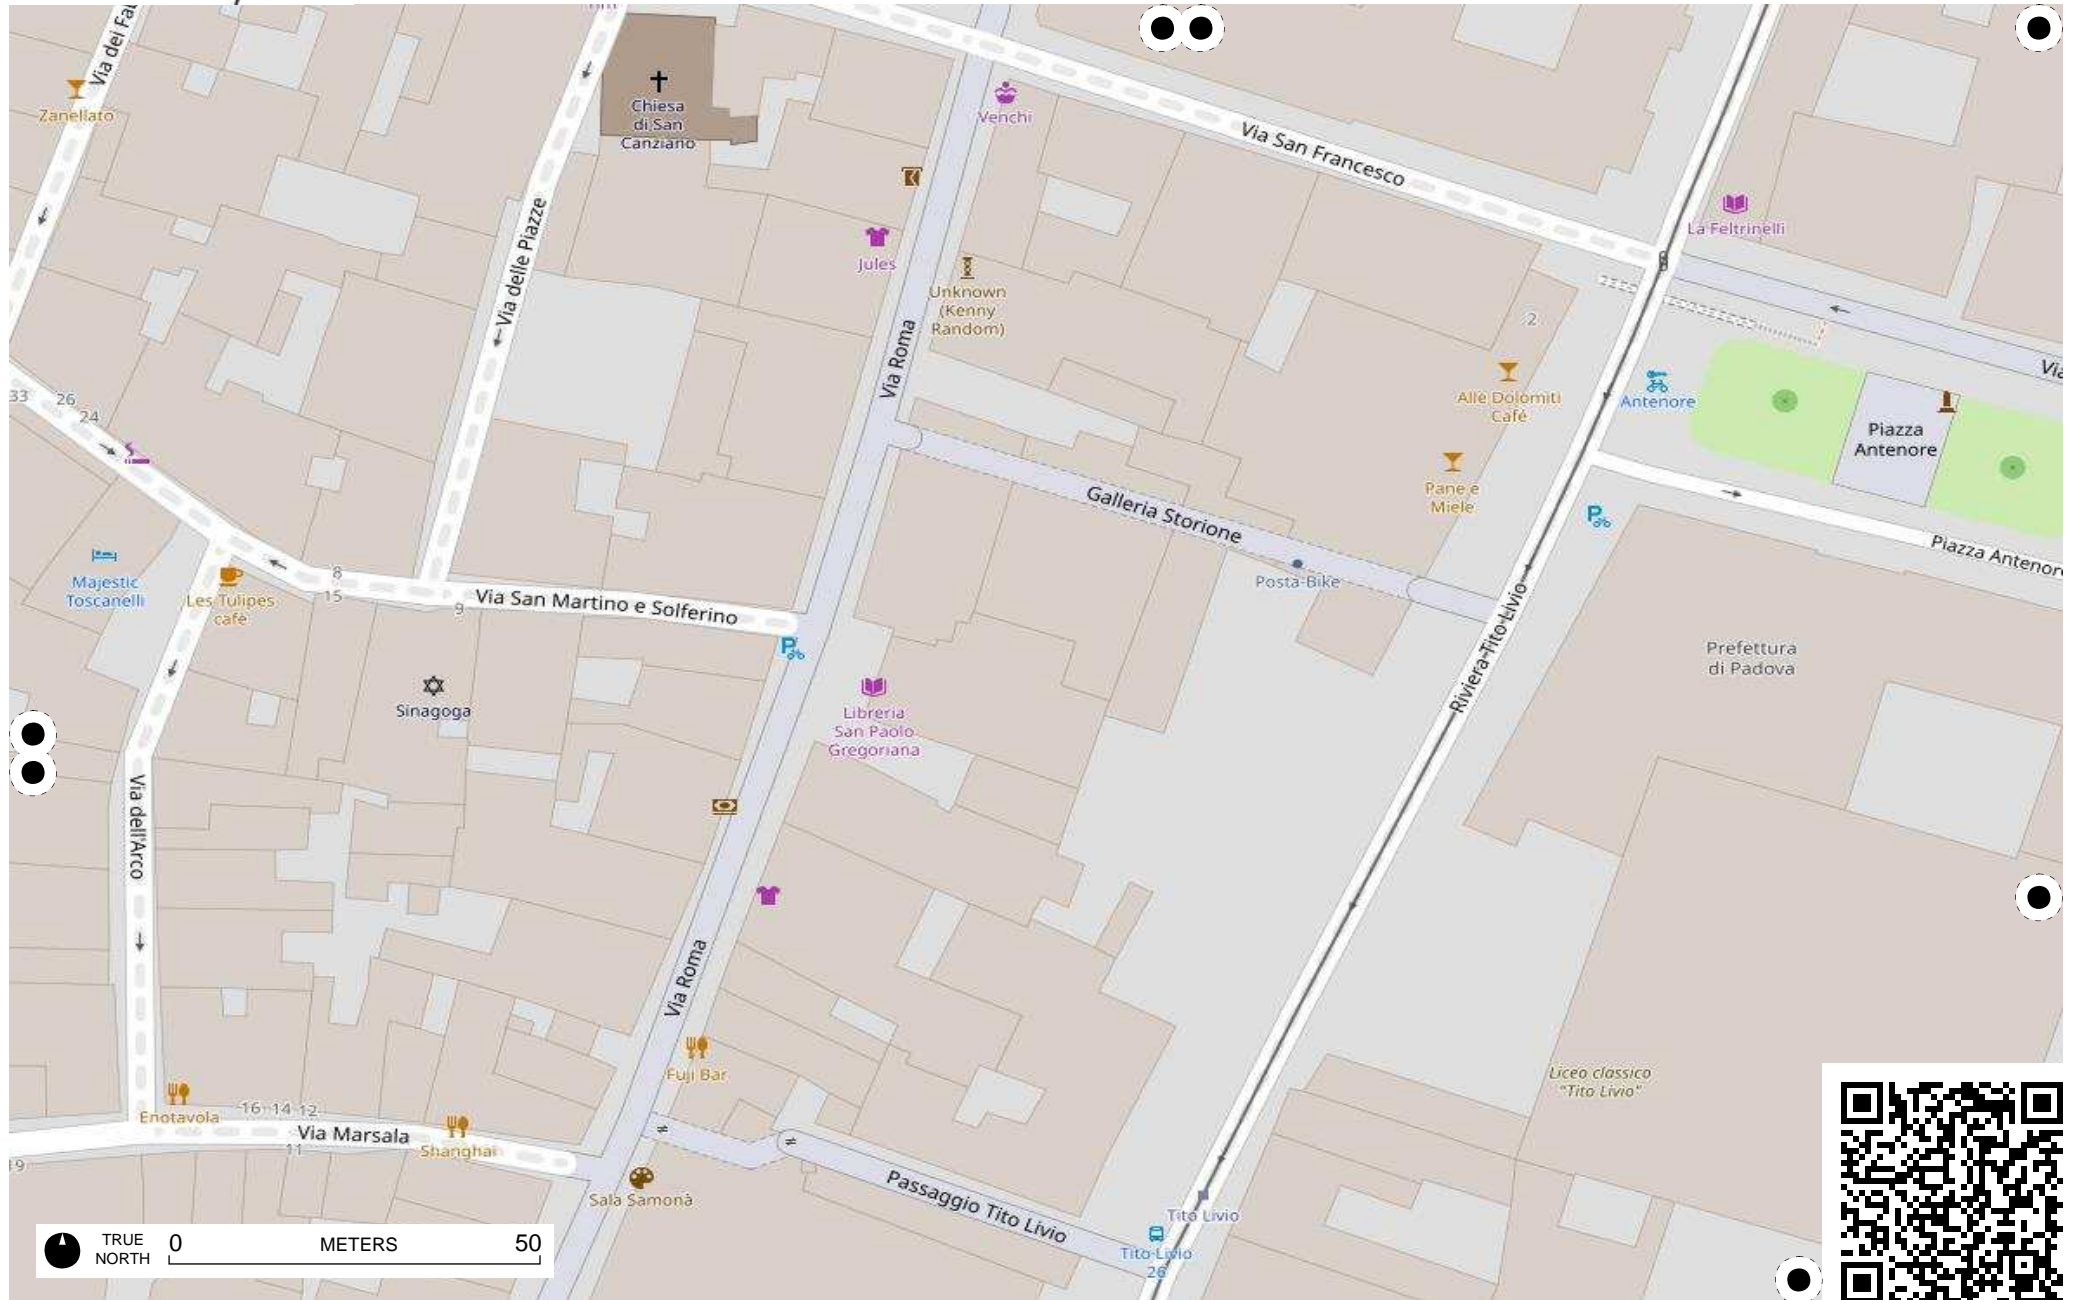 Via dei Fab
Zanellato
Chiesa
di San
Canziano
Venchi
Via San Francesco
La Feltrinelli
Via delle Piazze
Jules
Unknown
(Kenny
Random)
2
Via Roma
Via
33
26
24
Alle Dolomiti
Café
Antenore
Piazza
Antenore
Pane e
Miele
Galleria Storione
Piazza Antenore
Majestic
Toscanelli
Les Tulipes
cafè
8
15
9
Via San Martino e Solferino
Posta-Bike
Riviera Tito Livio
Prefettura
di Padova
Sinagoga
Libreria
San Paolo
Gregoriana
Via dell'Arco
Via Roma
Fuji Bar
Liceo classico
"Tito Livio"
Enotavola
16 14 12
Via Marsala
11
Shanghai
19
Sala Samonà
Passaggio Tito Livio
Tito Livio
Tito Livio
26
TRUE
NORTH
0 METERS 50